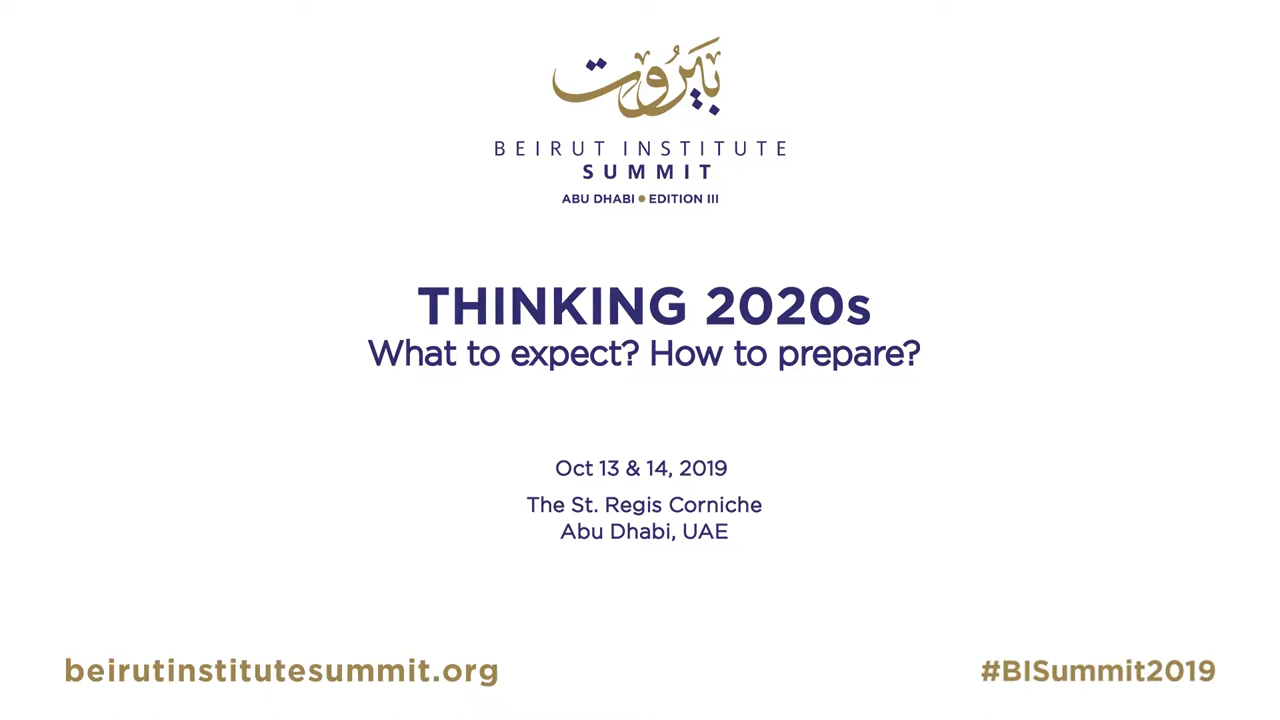 بَيْرُوِت
BEIRUT INSTITUTE
SUMMIT
ABU DHABI • EDITION III
THINKING 2020s
What to expect? How to prepare?
Oct 13 & 14, 2019
The St. Regis Corniche
Abu Dhabi, UAE
beirutinstitutesummit.org
#BISummit2019